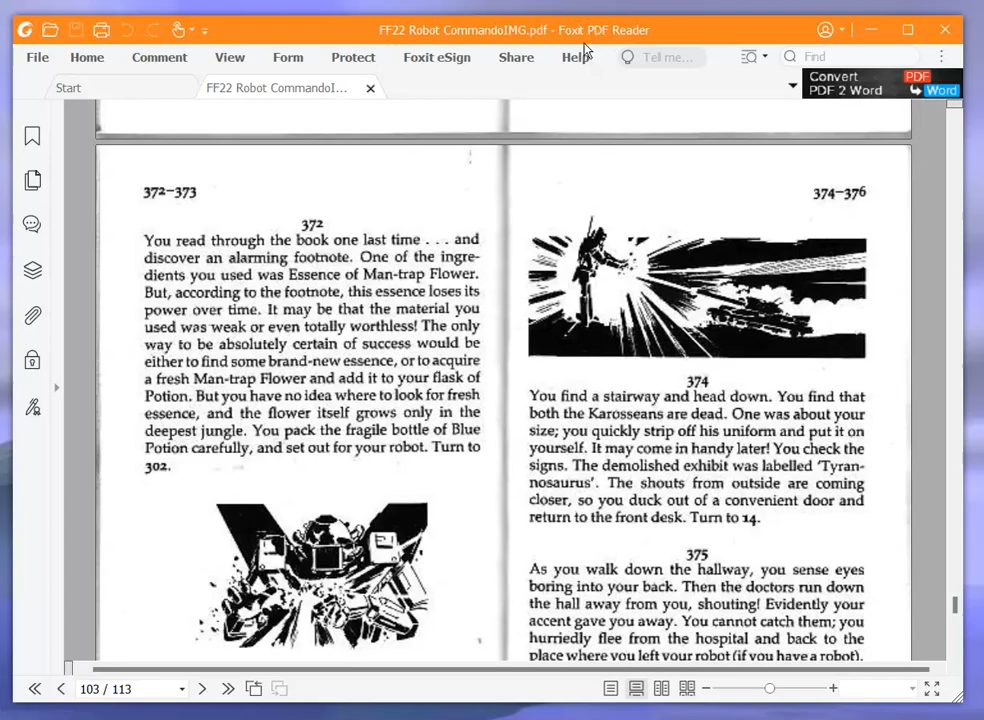 FF22 Robot CommandoIMG.pdf - Foxit PDF Reader
File Home Comment View Form Protect Foxit eSign Share Help Tell me... Find
Start FF22 Robot CommandoI... Convert PDF
PDF 2 Word Word
372–373
372
You read through the book one last time . . . and
discover an alarming footnote. One of the ingre-
dients you used was Essence of Man-trap Flower.
But, according to the footnote, this essence loses its
power over time. It may be that the material you
used was weak or even totally worthless! The only
way to be absolutely certain of success would be
either to find some brand-new essence, or to acquire
a fresh Man-trap Flower and add it to your flask of
Potion. But you have no idea where to look for fresh
essence, and the flower itself grows only in the
deepest jungle. You pack the fragile bottle of Blue
Potion carefully, and set out for your robot. Turn to
302.
374–376
374
You find a stairway and head down. You find that
both the Karosseans are dead. One was about your
size; you quickly strip off his uniform and put it on
yourself. It may come in handy later! You check the
signs. The demolished exhibit was labelled 'Tyran-
nosaurus'. The shouts from outside are coming
closer, so you duck out of a convenient door and
return to the front desk. Turn to 14.
375
As you walk down the hallway, you sense eyes
boring into your back. Then the doctors run down
the hall away from you, shouting! Evidently your
accent gave you away. You cannot catch them; you
hurriedly flee from the hospital and back to the
place where you left your robot (if you have a robot).
103 / 113